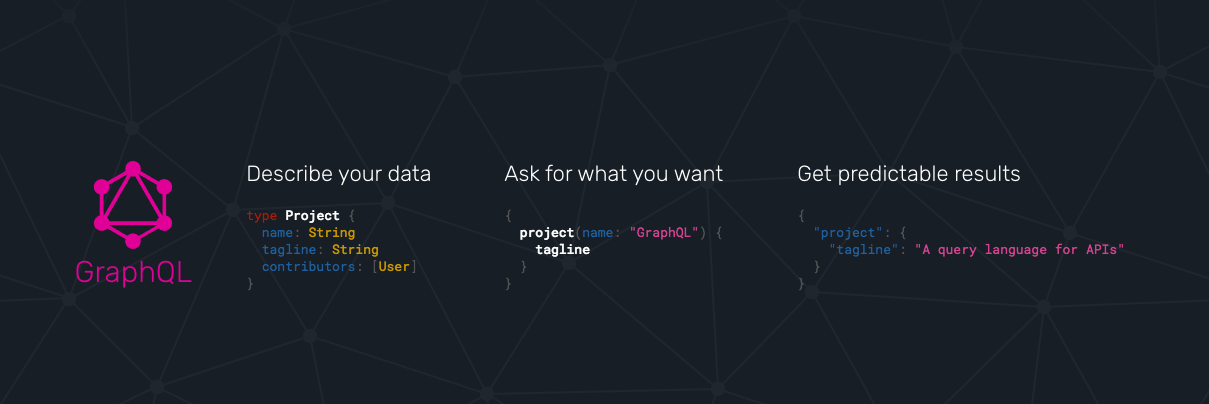 GraphQL
Describe your data
type Project {
  name: String
  tagline: String
  contributors: [User]
}
Ask for what you want
{
  project(name: "GraphQL") {
    tagline
  }
}
Get predictable results
{
  "project": {
    "tagline": "A query language for APIs"
  }
}